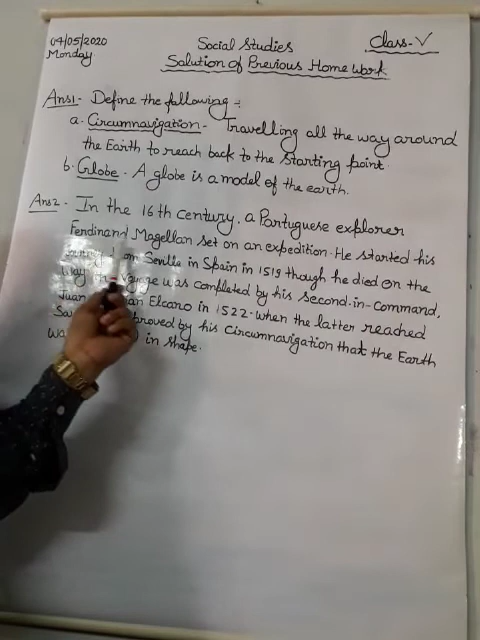 04/05/2020
Monday
Social Studies
Class-V
Solution of Previous Home Work
Ans1- Define the following :-
a. Circumnavigation - Travelling all the way around
the Earth to reach back to the starting point.
b. Globe - A globe is a model of the earth.
Ans2- In the 16th century, a Portuguese explorer
Ferdinand Magellan set on an expedition. He started his
from Sevilla in Spain in 1519 though he died on the
way Voyage was completed by his second-in-command,
Juan Elcano in 1522. when the latter reached
proved by his Circumnavigation that the Earth
in shape.